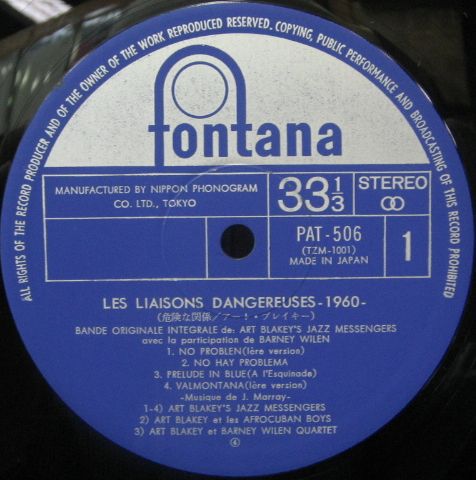 ALL RIGHTS OF THE RECORD PRODUCER AND OF THE OWNER OF THE WORK REPRODUCED RESERVED. COPYING, PUBLIC PERFORMANCE AND BROADCASTING OF THIS RECORD PROHIBITED
fontana
MANUFACTURED BY NIPPON PHONOGRAM
CO. LTD., TOKYO
33 1/3
STEREO
PAT-506
(TZM-1001)
MADE IN JAPAN
1
LES LIAISONS DANGEREUSES-1960-
(危険な関係/アート・ブレイキー)
BANDE ORIGINALE INTEGRALE de: ART BLAKEY'S JAZZ MESSENGERS
avec la participation de BARNEY WILEN
1. NO PROBLEN(lère version)
2. NO HAY PROBLEMA
3. PRELUDE IN BLUE(A l'Esquinade)
4. VALMONTANA(lère version)
-Musique de J. Marray-
1-4) ART BLAKEY'S JAZZ MESSENGERS
2) ART BLAKEY et les AFROCUBAN BOYS
3) ART BLAKEY et BARNEY WILEN QUARTET
④